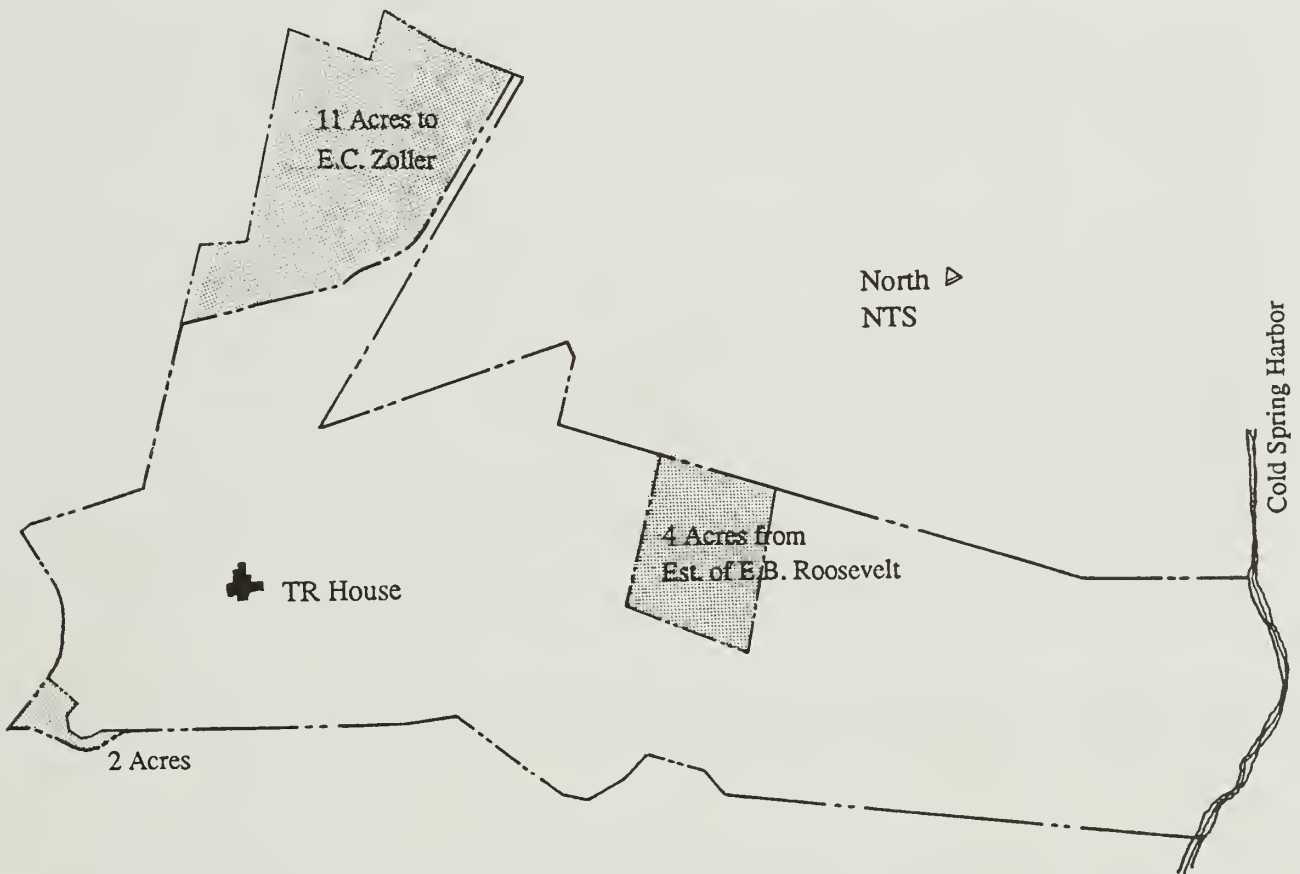 11 Acres to
E.C. Zoller
North
NTS
Cold Spring Harbor
4 Acres from
Est. of E.B. Roosevelt
TR House
2 Acres